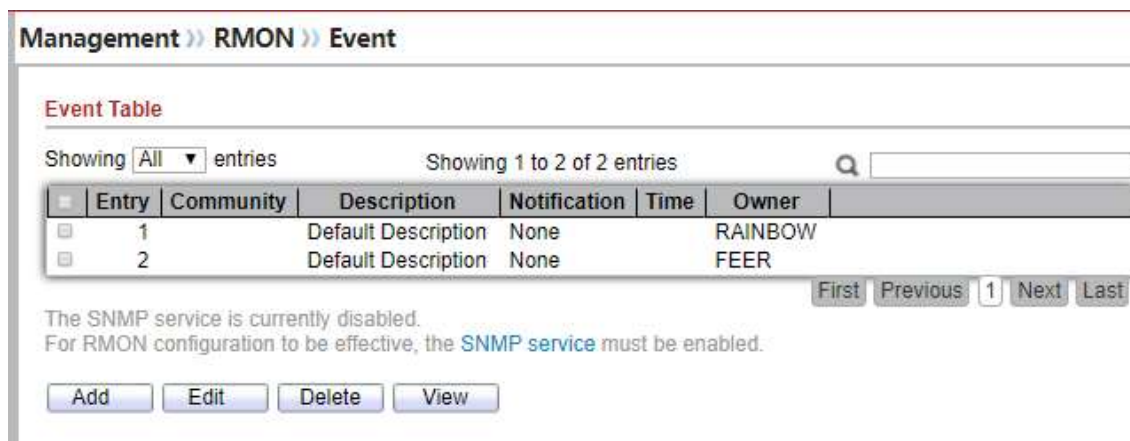 Management » RMON » Event
Event Table
Showing All entries Showing 1 to 2 of 2 entries
Entry Community Description Notification Time Owner
1 Default Description None RAINBOW
2 Default Description None FEER
First Previous 1 Next Last
The SNMP service is currently disabled.
For RMON configuration to be effective, the SNMP service must be enabled.
Add Edit Delete View